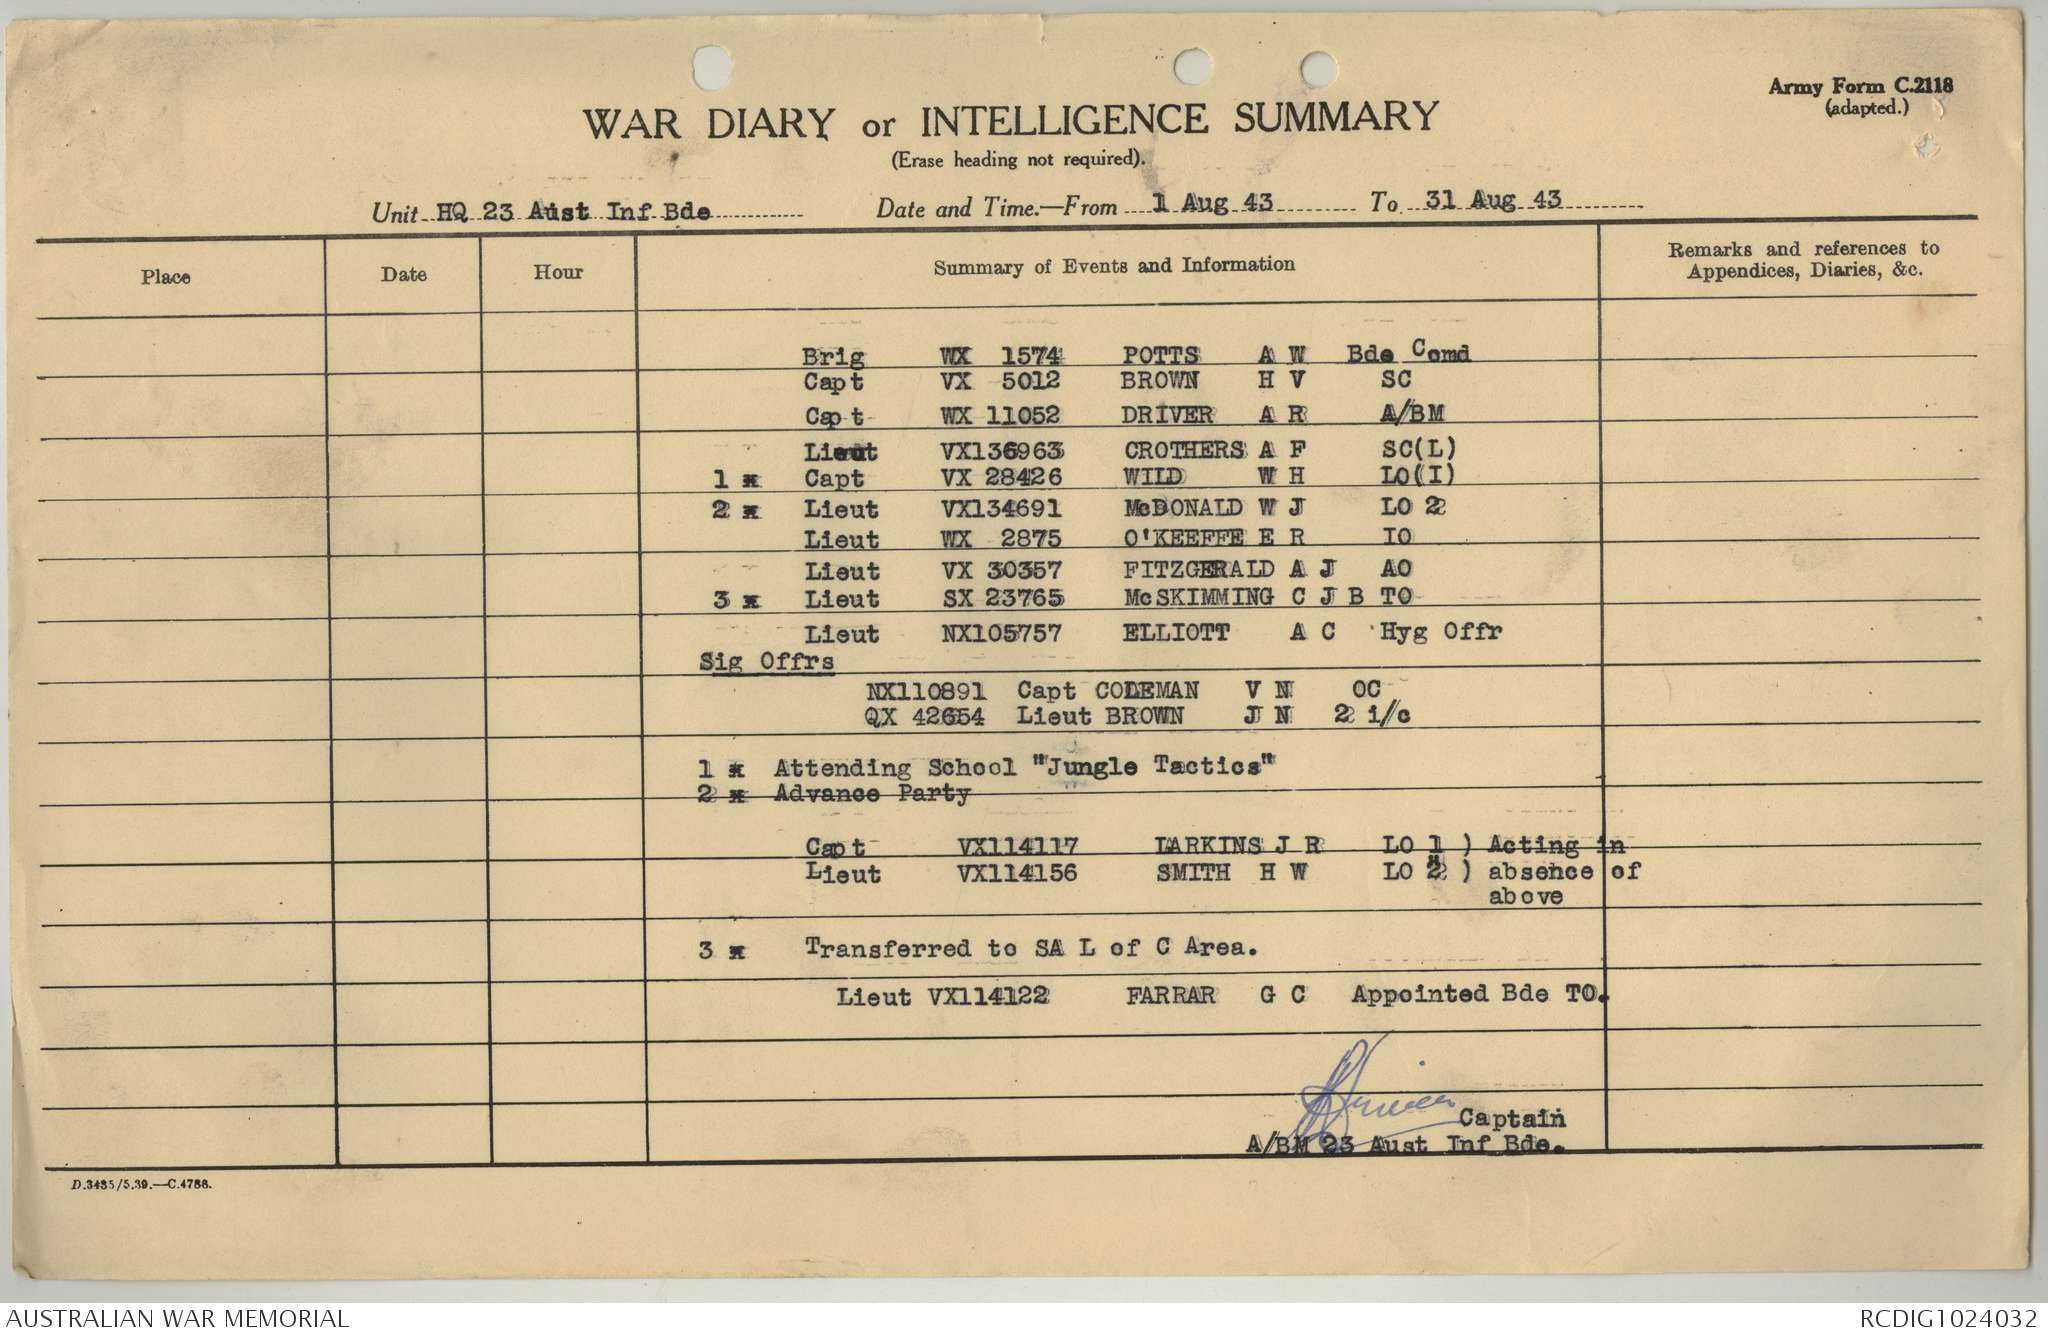 Army Form C.2118
(adapted.)
WAR DIARY or INTELLIGENCE SUMMARY
(Erase heading not required).
Unit HQ 23 Aust Inf Bde Date and Time.—From 1 Aug 43 To 31 Aug 43
Place Date Hour Summary of Events and Information Remarks and references to Appendices, Diaries, &c.
Brig WX 1574 POTTS A W Bde Comd
Capt VX 5012 BROWN H V SC
Capt WX 11052 DRIVER A R A/BM
Lieut VX136963 CROTHERS A F SC(L)
1 * Capt VX 28426 WILD W H LO(I)
2 * Lieut VX134691 McDONALD W J LO 2
Lieut WX 2875 O'KEEFFE E R IO
Lieut VX 30357 FITZGERALD A J AO
3 * Lieut SX 23765 McSKIMMING C J B TO
Lieut NX105757 ELLIOTT A C Hyg Offr
Sig Offrs
NX110891 Capt COLEMAN V N OC
QX 42654 Lieut BROWN J N 2 i/c
1 * Attending School "Jungle Tactics"
2 * Advance Party
Capt VX114117 LARKINS J R LO 1 ) Acting in
Lieut VX114156 SMITH H W LO 2 ) absence of
above
3 * Transferred to SA L of C Area.
Lieut VX114122 FARRAR G C Appointed Bde TO.
Captain
A/BM 23 Aust Inf Bde.
D.3435/5.39.—C.4788.
AUSTRALIAN WAR MEMORIAL RCDIG1024032